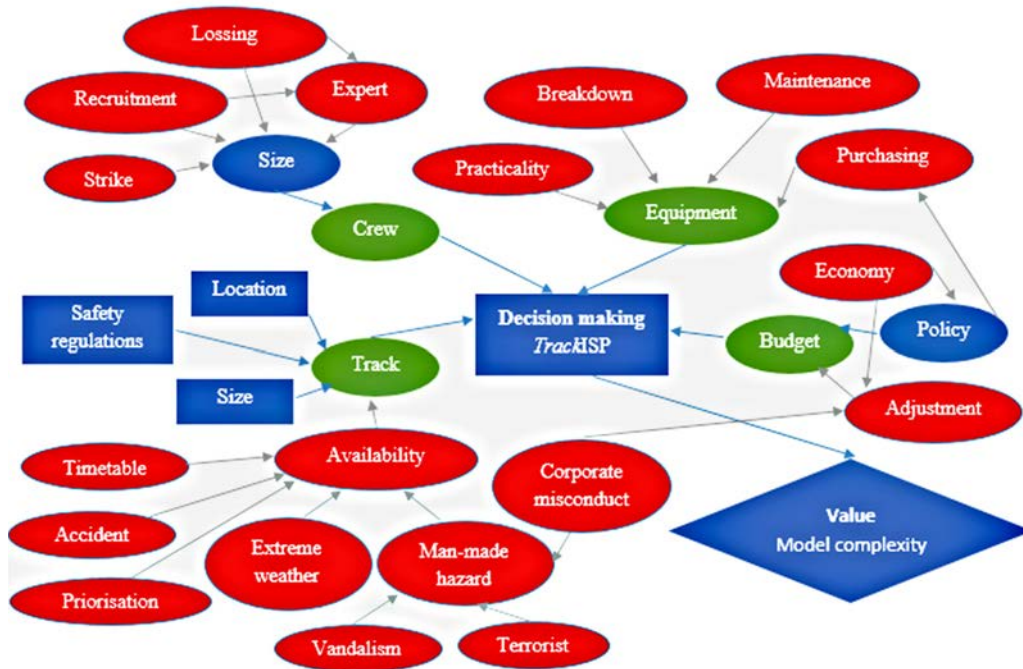 Lossing
Recruitment
Expert
Strike
Size
Crew
Breakdown
Maintenance
Practicality
Purchasing
Equipment
Economy
Policy
Budget
Adjustment
Location
Safety
regulations
Size
Track
Decision making
TrackISP
Availability
Timetable
Accident
Priorisation
Extreme
weather
Man-made
hazard
Corporate
misconduct
Vandalism
Terrorist
Value
Model complexity